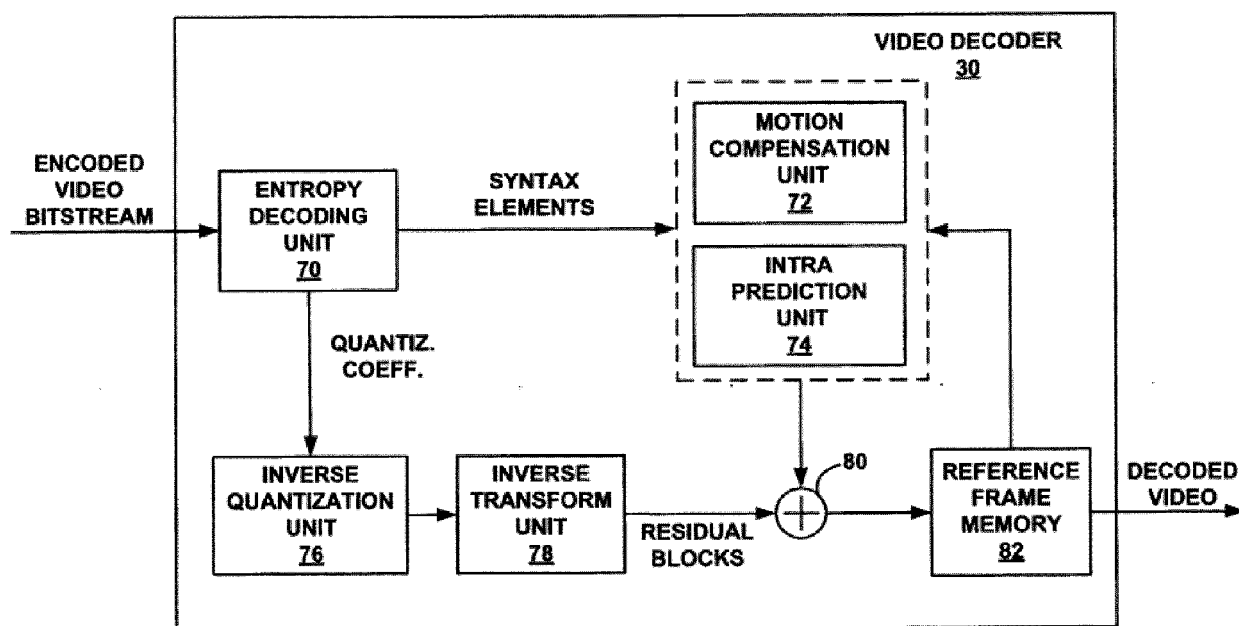 VIDEO DECODER
30
MOTION
COMPENSATION
UNIT
72
ENCODED
VIDEO
BITSTREAM
ENTROPY
DECODING
UNIT
70
SYNTAX
ELEMENTS
INTRA
PREDICTION
UNIT
74
QUANTIZ.
COEFF.
INVERSE
QUANTIZATION
UNIT
76
INVERSE
TRANSFORM
UNIT
78
RESIDUAL
BLOCKS
80
REFERENCE
FRAME
MEMORY
82
DECODED
VIDEO